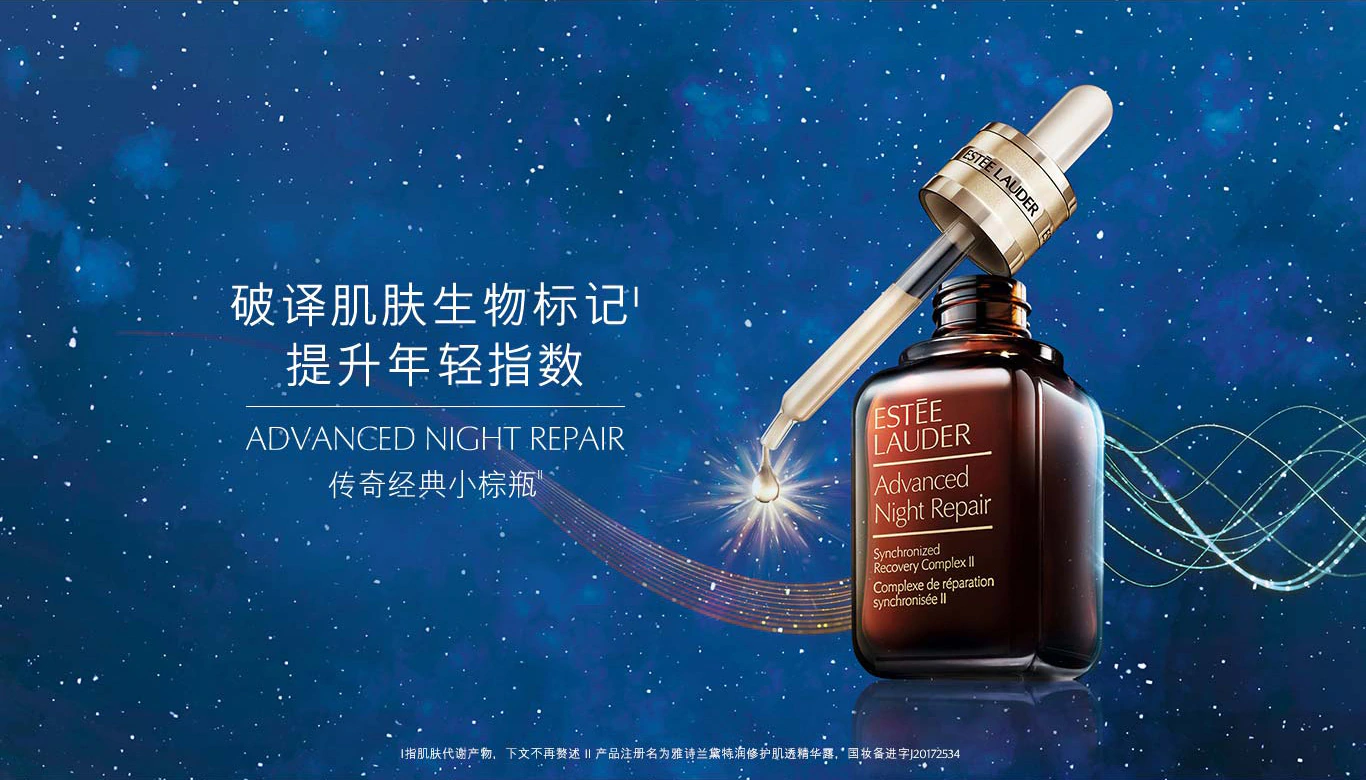 破译肌肤生物标记I
提升年轻指数
ADVANCED NIGHT REPAIR
传奇经典小棕瓶II
ESTĒE LAUDER
ESTĒE
LAUDER
Advanced
Night Repair
Synchronized
Recovery Complex II
Complexe de réparation
synchronisée II
I指肌肤代谢产物，下文不再赘述 II 产品注册名为雅诗兰黛特润修护肌透精华露，国妆备进字J20172534